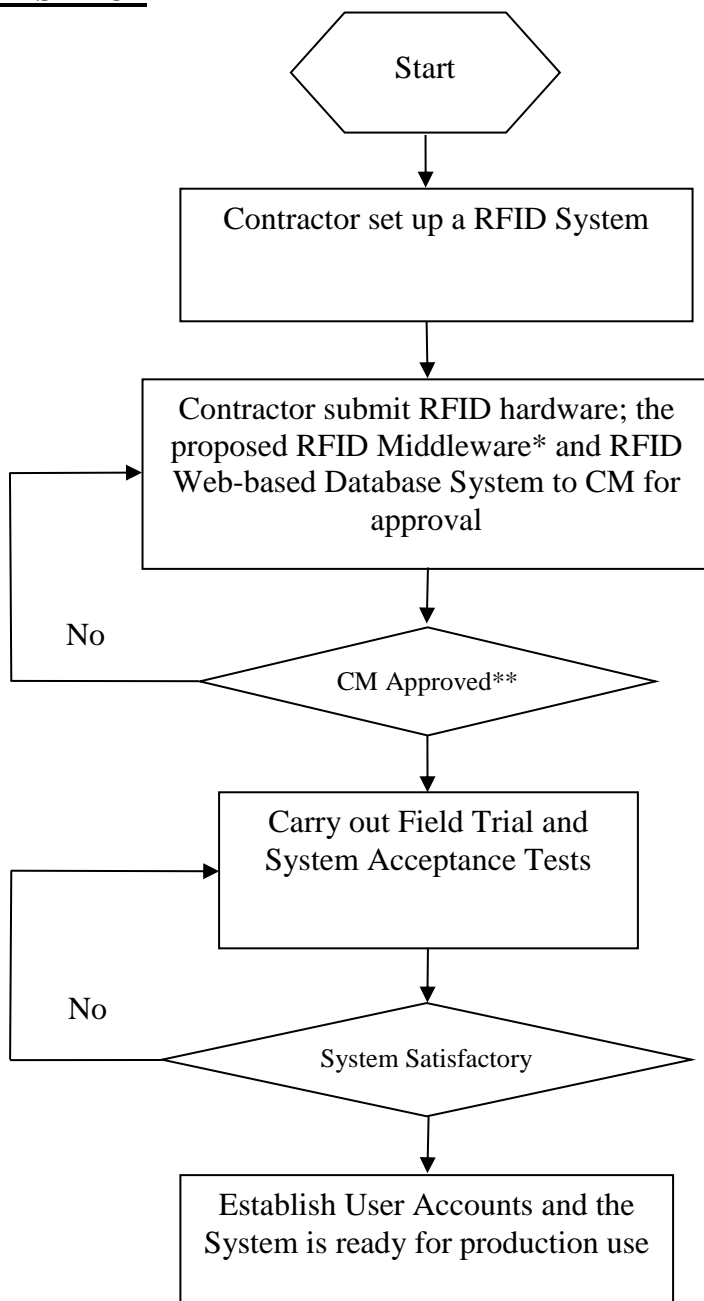 Start
Contractor set up a RFID System
Contractor submit RFID hardware; the
proposed RFID Middleware* and RFID
Web-based Database System to CM for
approval
No
CM Approved**
Carry out Field Trial and
System Acceptance Tests
No
System Satisfactory
Establish User Accounts and the
System is ready for production use